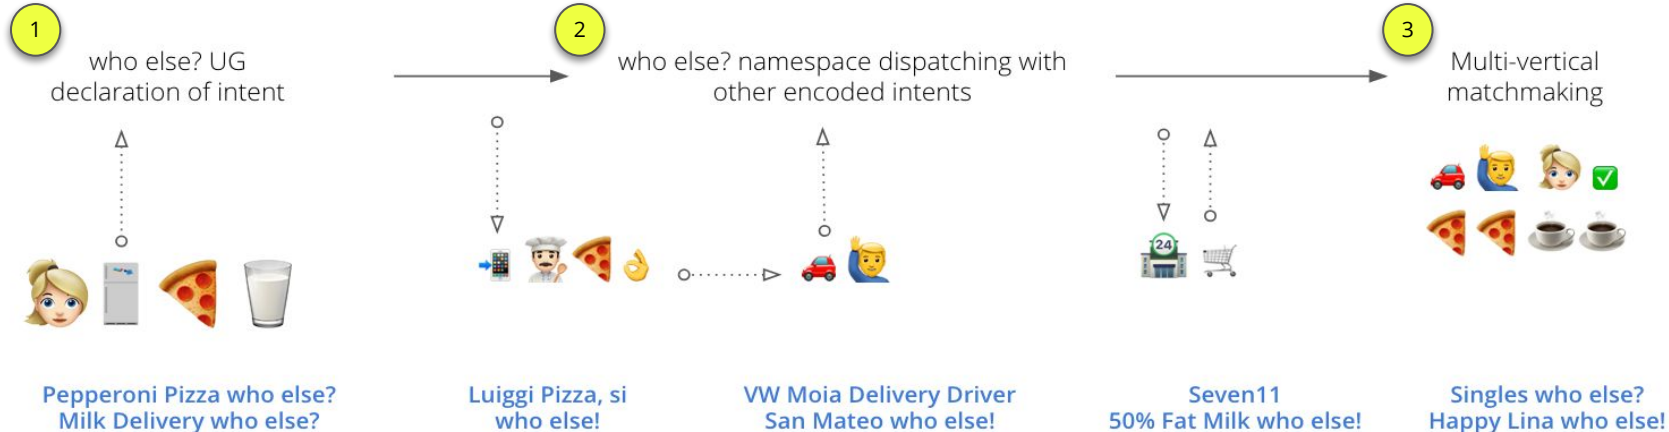 1
who else? UG
declaration of intent
2
who else? namespace dispatching with
other encoded intents
3
Multi-vertical
matchmaking
24
Pepperoni Pizza who else?
Milk Delivery who else?
Luiggi Pizza, si
who else!
VW Moia Delivery Driver
San Mateo who else!
Seven11
50% Fat Milk who else!
Singles who else?
Happy Lina who else!